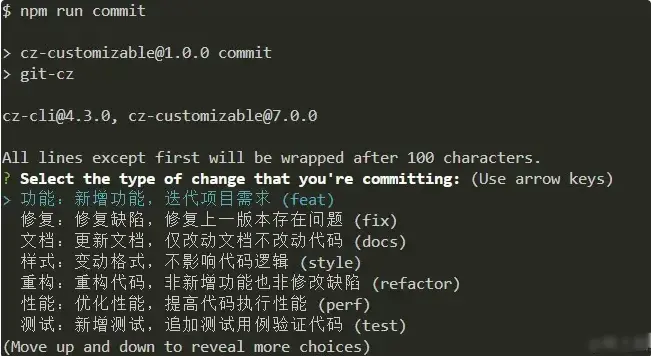 $ npm run commit
> cz-customizable@1.0.0 commit
> git-cz
cz-cli@4.3.0, cz-customizable@7.0.0
All lines except first will be wrapped after 100 characters.
? Select the type of change that you're committing: (Use arrow keys)
> 功能：新增功能，迭代项目需求 (feat)
修复：修复缺陷，修复上一版本存在问题 (fix)
文档：更新文档，仅改动文档不改动代码 (docs)
样式：变动格式，不影响代码逻辑 (style)
重构：重构代码，非新增功能也非修改缺陷 (refactor)
性能：优化性能，提高代码执行性能 (perf)
测试：新增测试，追加测试用例验证代码 (test)
(Move up and down to reveal more choices)